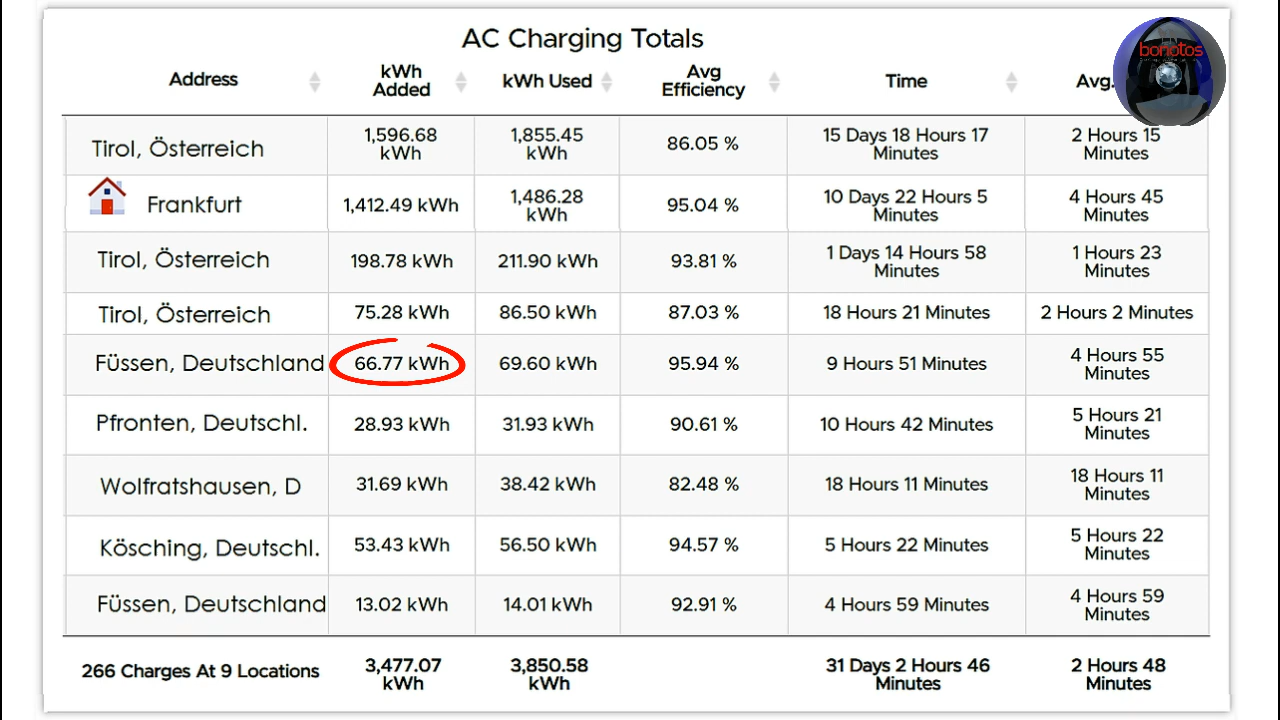 AC Charging Totals
bonotos
Address
kWh
Added
kWh Used
Avg
Efficiency
Time
Avg.
Tirol, Österreich
1,596.68
kWh
1,855.45
kWh
86.05 %
15 Days 18 Hours 17
Minutes
2 Hours 15
Minutes
Frankfurt
1,412.49 kWh
1,486.28
kWh
95.04 %
10 Days 22 Hours 5
Minutes
4 Hours 45
Minutes
Tirol, Österreich
198.78 kWh
211.90 kWh
93.81 %
1 Days 14 Hours 58
Minutes
1 Hours 23
Minutes
Tirol, Österreich
75.28 kWh
86.50 kWh
87.03 %
18 Hours 21 Minutes
2 Hours 2 Minutes
Füssen, Deutschland
66.77 kWh
69.60 kWh
95.94 %
9 Hours 51 Minutes
4 Hours 55
Minutes
Pfronten, Deutschl.
28.93 kWh
31.93 kWh
90.61 %
10 Hours 42 Minutes
5 Hours 21
Minutes
Wolfratshausen, D
31.69 kWh
38.42 kWh
82.48 %
18 Hours 11 Minutes
18 Hours 11
Minutes
Kösching, Deutschl.
53.43 kWh
56.50 kWh
94.57 %
5 Hours 22 Minutes
5 Hours 22
Minutes
Füssen, Deutschland
13.02 kWh
14.01 kWh
92.91 %
4 Hours 59 Minutes
4 Hours 59
Minutes
266 Charges At 9 Locations
3,477.07
kWh
3,850.58
kWh
31 Days 2 Hours 46
Minutes
2 Hours 48
Minutes